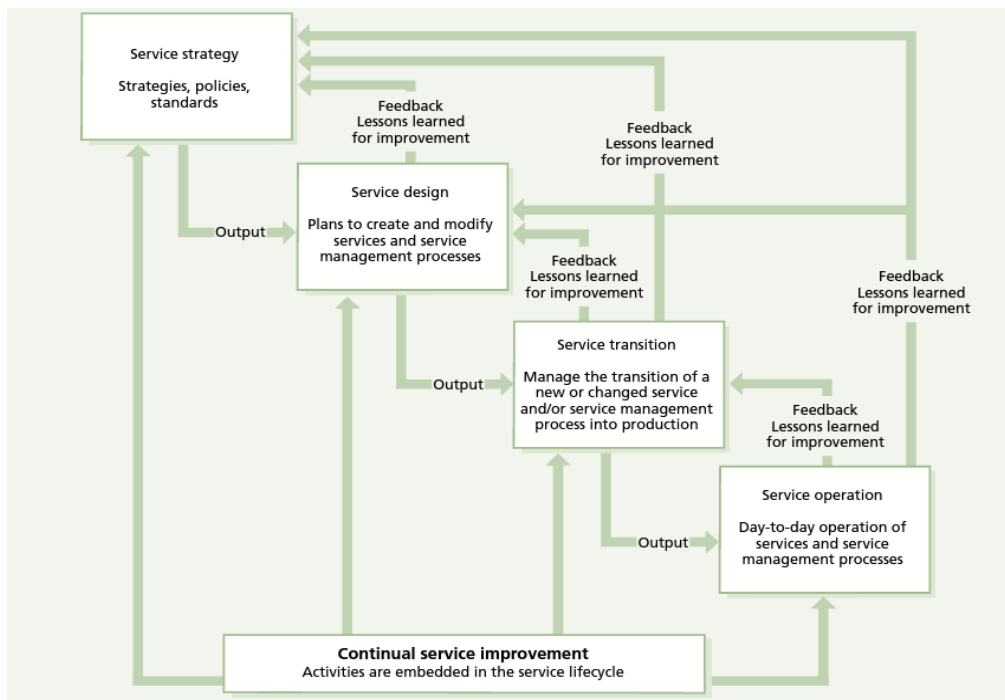 Service strategy
Strategies, policies,
standards
Feedback
Lessons learned
for improvement
Feedback
Lessons learned
for improvement
Service design
Plans to create and modify
services and service
management processes
Output
Feedback
Lessons learned
for improvement
Feedback
Lessons learned
for improvement
Service transition
Manage the transition of a
new or changed service
and/or service management
process into production
Output
Feedback
Lessons learned
for improvement
Service operation
Day-to-day operation of
services and service
management processes
Output
Continual service improvement
Activities are embedded in the service lifecycle